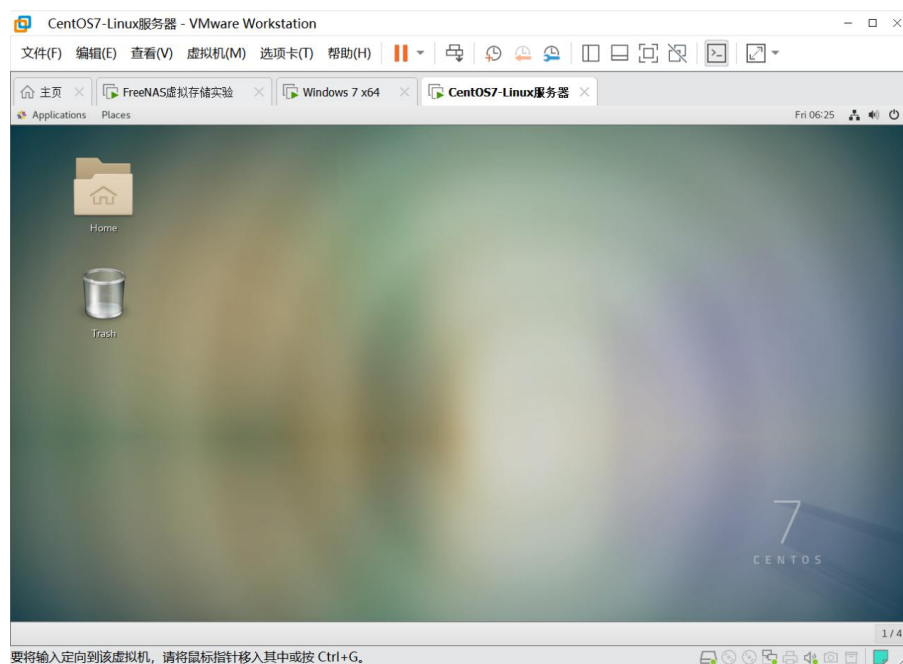 CentOS7-Linux服务器 - VMware Workstation
文件(F) 编辑(E) 查看(V) 虚拟机(M) 选项卡(T) 帮助(H)
主页 FreeNAS虚拟存储实验 Windows 7 x64 CentOS7-Linux服务器
Applications Places Fri 06:25
Home
Trash
7
CENTOS
1 / 4
要将输入定向到该虚拟机，请将鼠标指针移入其中或按 Ctrl+G。